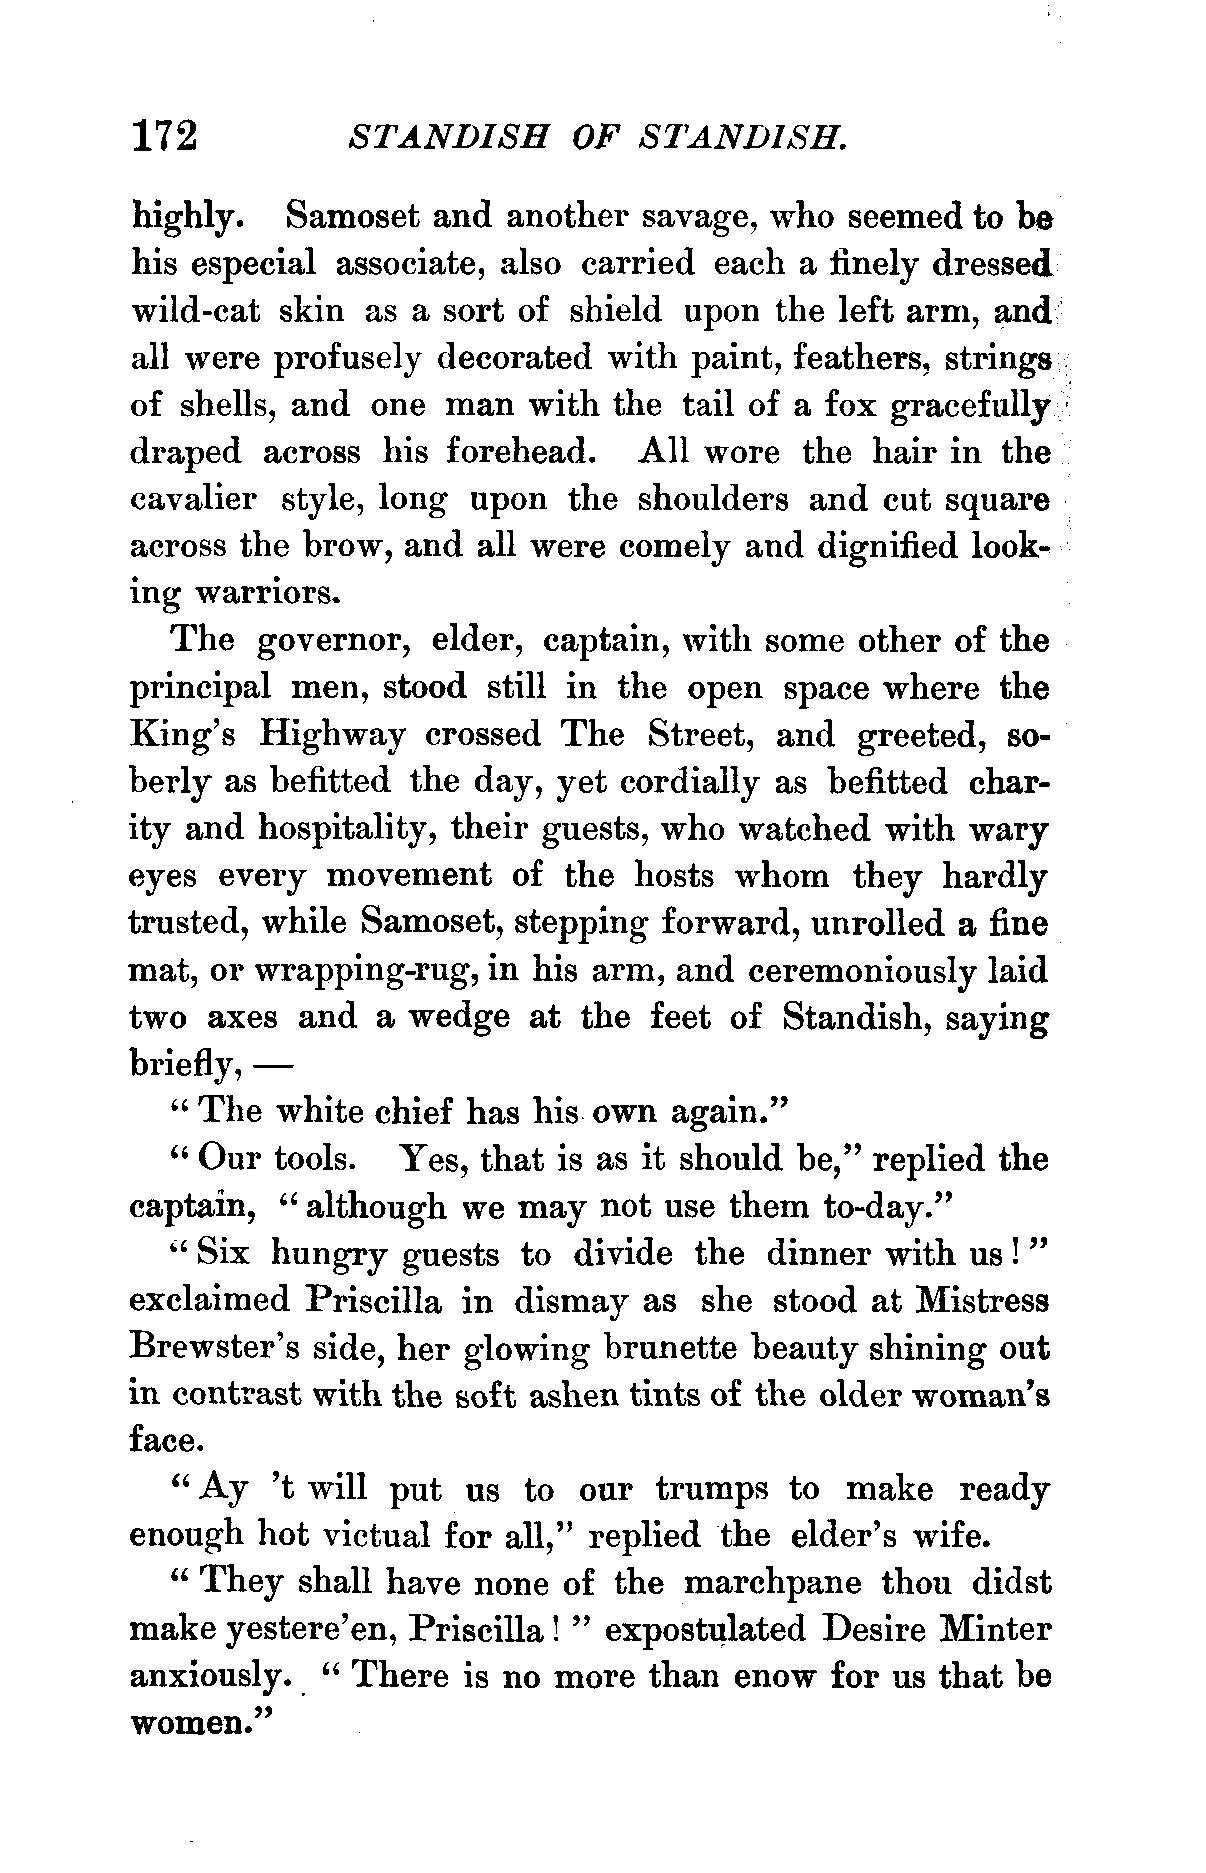 172 STANDISH OF STANDISH.
highly. Samoset and another savage, who seemed to be
his especial associate, also carried each a finely dressed
wild-cat skin as a sort of shield upon the left arm, and
all were profusely decorated with paint, feathers, strings
of shells, and one man with the tail of a fox gracefully
draped across his forehead. All wore the hair in the
cavalier style, long upon the shoulders and cut square
across the brow, and all were comely and dignified look-
ing warriors.
The governor, elder, captain, with some other of the
principal men, stood still in the open space where the
King's Highway crossed The Street, and greeted, so-
berly as befitted the day, yet cordially as befitted char-
ity and hospitality, their guests, who watched with wary
eyes every movement of the hosts whom they hardly
trusted, while Samoset, stepping forward, unrolled a fine
mat, or wrapping-rug, in his arm, and ceremoniously laid
two axes and a wedge at the feet of Standish, saying
briefly, —
"The white chief has his own again."
"Our tools. Yes, that is as it should be," replied the
captain, "although we may not use them to-day."
"Six hungry guests to divide the dinner with us!"
exclaimed Priscilla in dismay as she stood at Mistress
Brewster's side, her glowing brunette beauty shining out
in contrast with the soft ashen tints of the older woman's
face.
"Ay 't will put us to our trumps to make ready
enough hot victual for all," replied the elder's wife.
"They shall have none of the marchpane thou didst
make yestere'en, Priscilla!" expostulated Desire Minter
anxiously. "There is no more than enow for us that be
women."